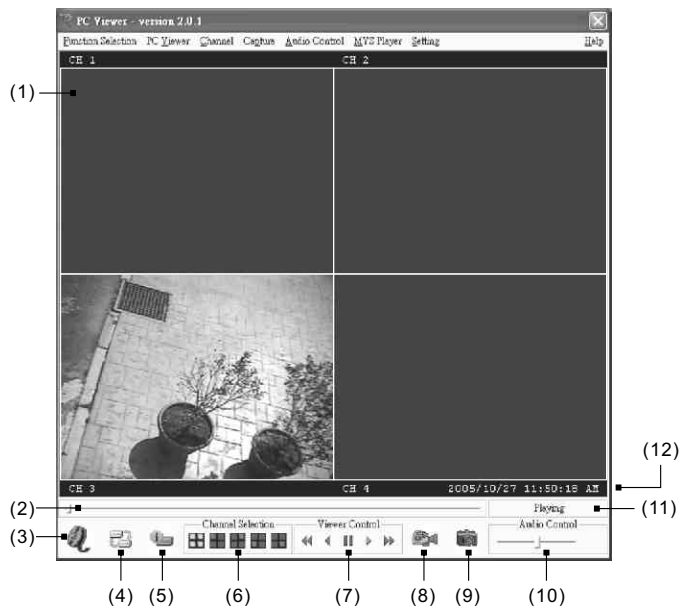 PC Viewer - version 2.0.1
Function Selection PC Viewer Channel Capture Audio Control MYS Player Setting Help
CH 1 CH 2
(1)
CH 3 CH 4 2005/10/27 11:50:18 AM
(12)
(2)
Playing
(11)
(3)
Channel Selection Viewer Control Audio Control
(4) (5) (6) (7) (8) (9) (10)